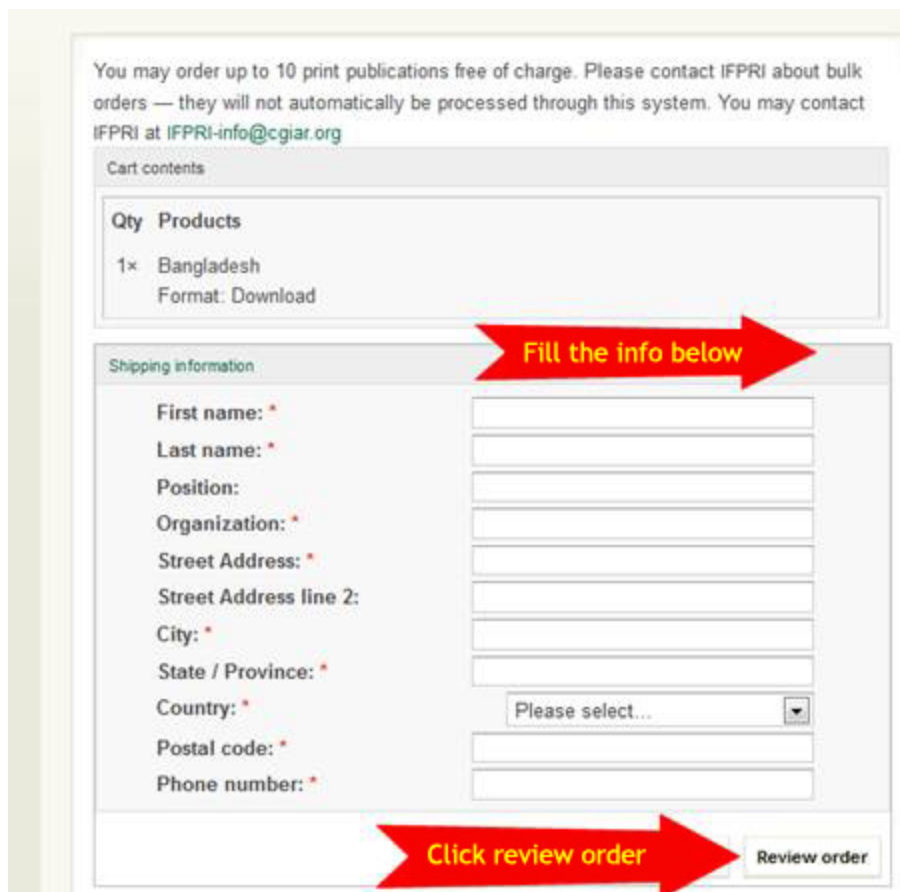 You may order up to 10 print publications free of charge. Please contact IFPRI about bulk
orders — they will not automatically be processed through this system. You may contact
IFPRI at IFPRI-info@cgiar.org
Cart contents
Qty Products
1× Bangladesh
Format: Download
Fill the info below
Shipping information
First name: *
Last name: *
Position:
Organization: *
Street Address: *
Street Address line 2:
City: *
State / Province: *
Country: * Please select...
Postal code: *
Phone number: *
Click review order Review order